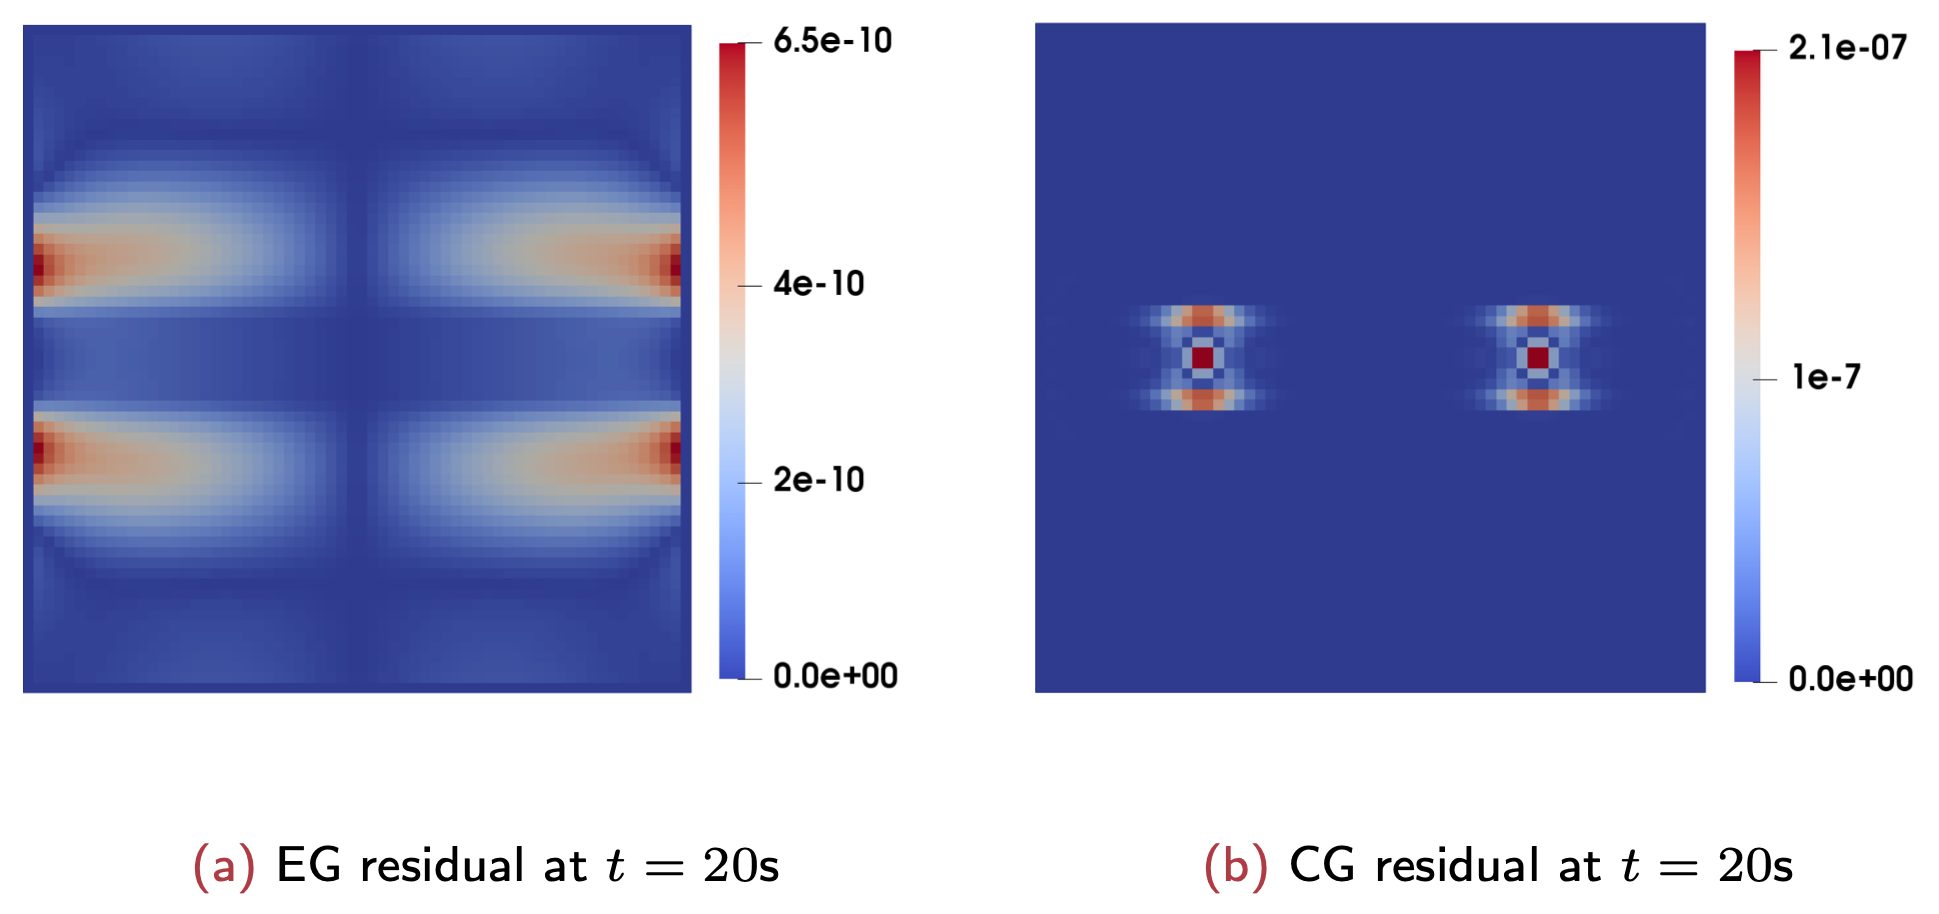 6.5e-10
4e-10
2e-10
0.0e+00
2.1e-07
1e-7
0.0e+00
(a) EG residual at t = 20s
(b) CG residual at t = 20s